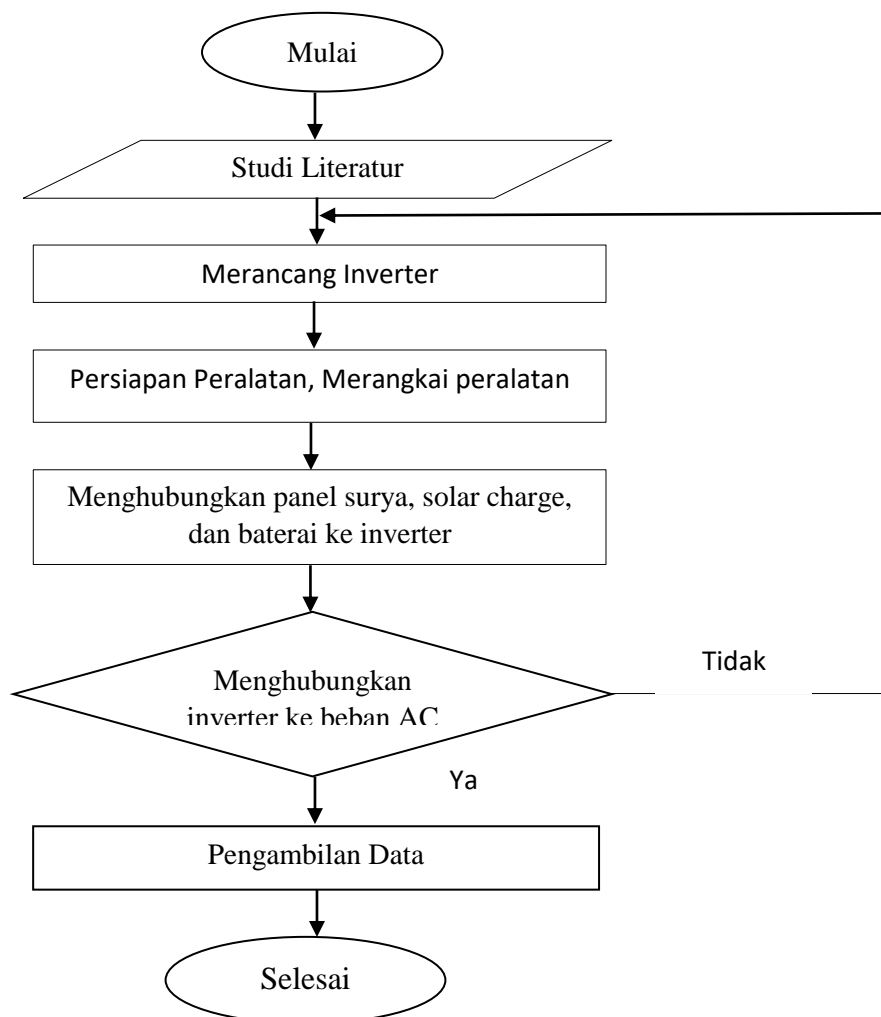 Mulai
Studi Literatur
Merancang Inverter
Persiapan Peralatan, Merangkai peralatan
Menghubungkan panel surya, solar charge,
dan baterai ke inverter
Menghubungkan
inverter ke beban AC
Tidak
Ya
Pengambilan Data
Selesai